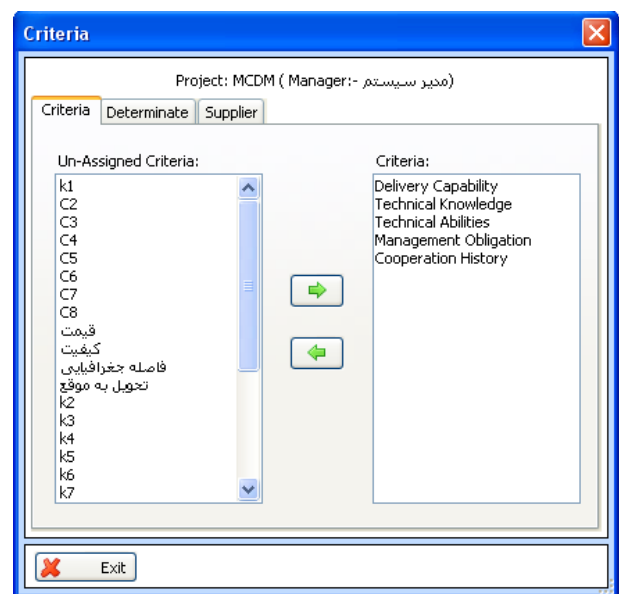 Criteria
Project: MCDM ( Manager:- مدیر سیستم)
Criteria Determinate Supplier
Un-Assigned Criteria:
k1
C2
C3
C4
C5
C6
C7
C8
قیمت
کیفیت
فاصله جغرافیایی
تحویل به موقع
k2
k3
k4
k5
k6
k7
Criteria:
Delivery Capability
Technical Knowledge
Technical Abilities
Management Obligation
Cooperation History
Exit